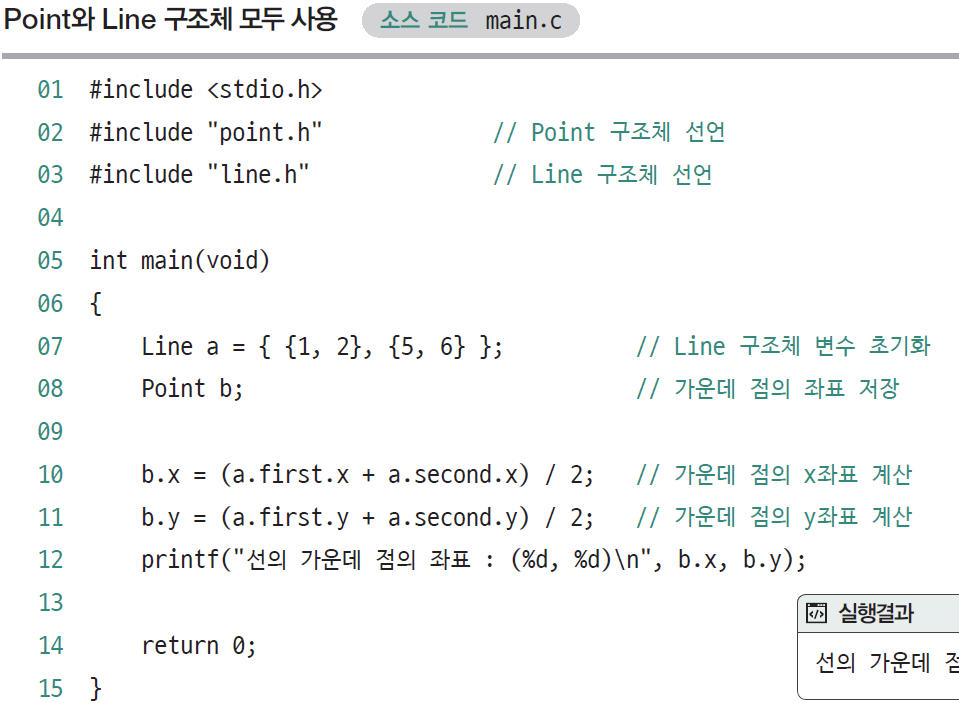 Point와 Line 구조체 모두 사용 소스 코드 main.c
01 #include <stdio.h>
02 #include "point.h" // Point 구조체 선언
03 #include "line.h" // Line 구조체 선언
04
05 int main(void)
06 {
07 Line a = { {1, 2}, {5, 6} }; // Line 구조체 변수 초기화
08 Point b; // 가운데 점의 좌표 저장
09
10 b.x = (a.first.x + a.second.x) / 2; // 가운데 점의 x좌표 계산
11 b.y = (a.first.y + a.second.y) / 2; // 가운데 점의 y좌표 계산
12 printf("선의 가운데 점의 좌표 : (%d, %d)\n", b.x, b.y);
13
실행결과
14 return 0;
선의 가운데 점
15 }